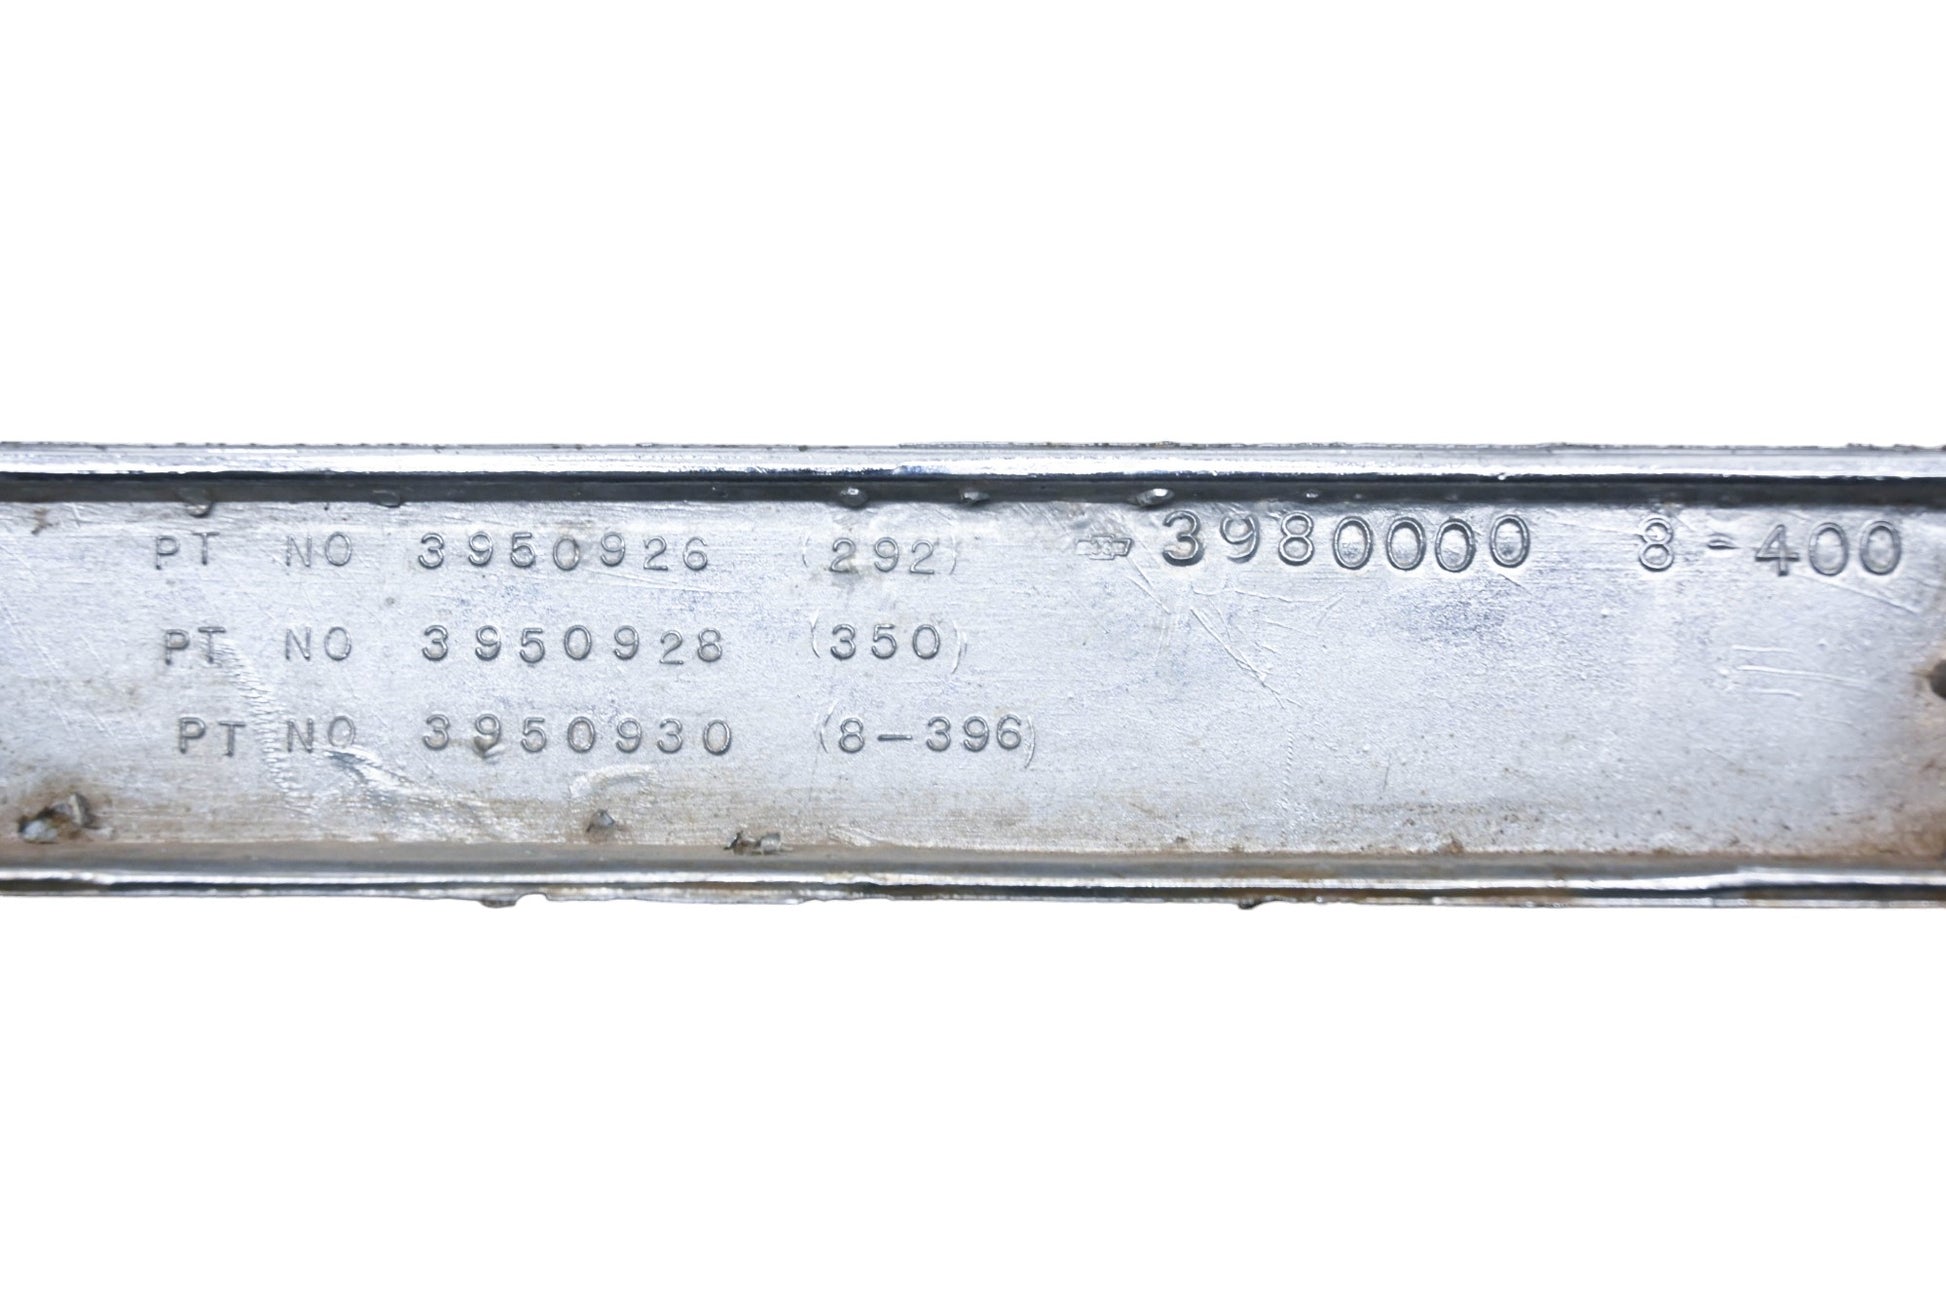 PT NO 3950926 (292) 3980000 8-400
PT NO 3950928 (350)
PT NO 3950930 (8-396)